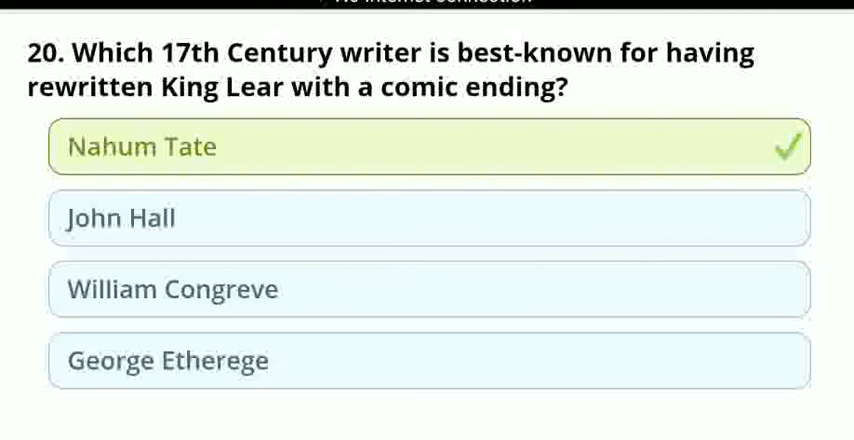 20. Which 17th Century writer is best-known for having
rewritten King Lear with a comic ending?
Nahum Tate
John Hall
William Congreve
George Etherege